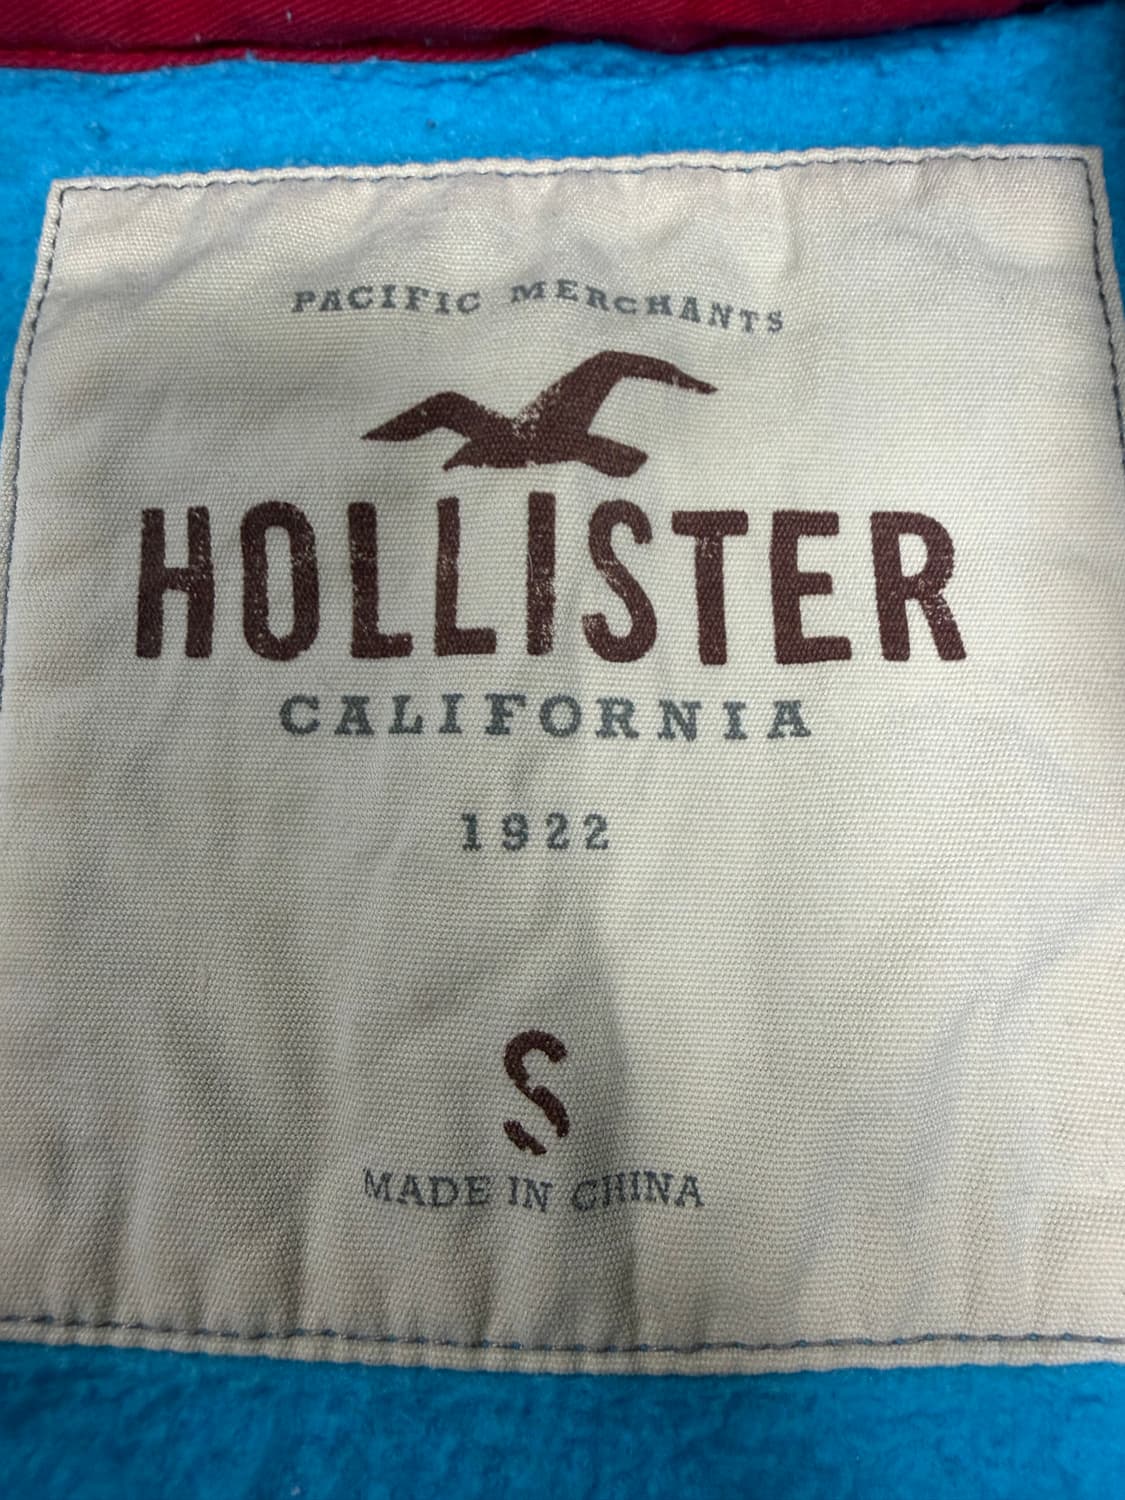 PACIFIC MERCHANTS
HOLLISTER
CALIFORNIA
1922
S
MADE IN CHINA